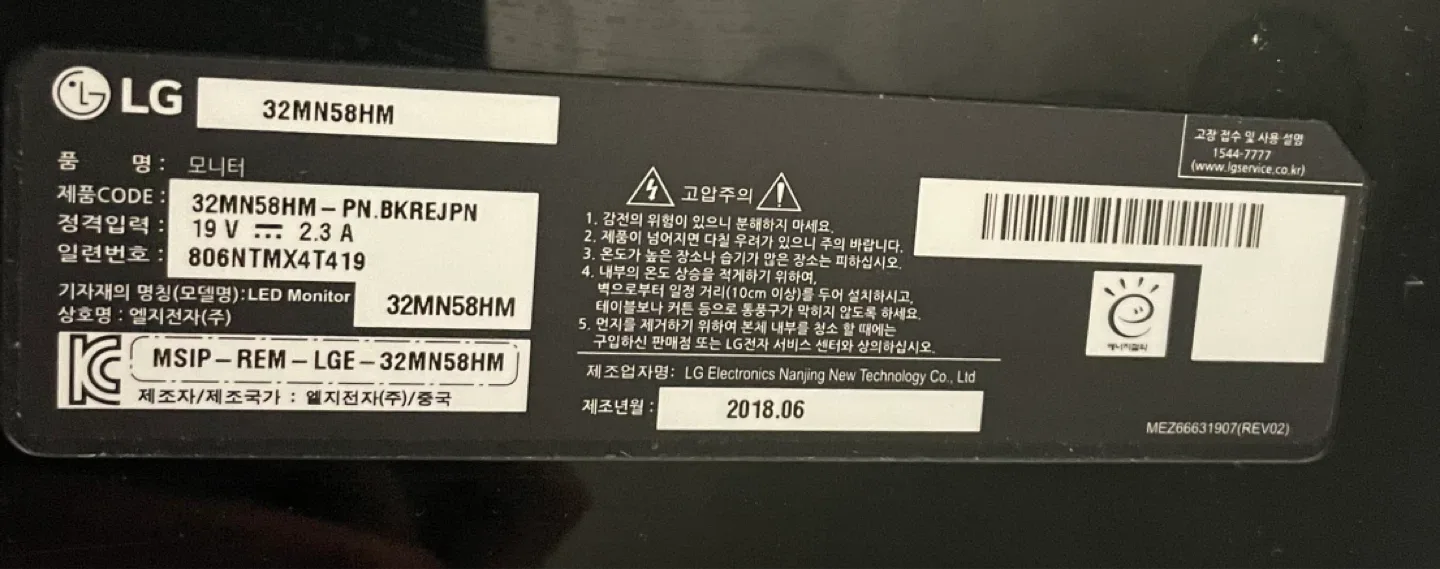 LG 32MN58HM
품 명 : 모니터
제품CODE : 32MN58HM – PN.BKREJPN
정격입력 : 19 V ⎓ 2.3 A
일련번호 : 806NTMX4T419
기자재의 명칭(모델명):LED Monitor 32MN58HM
상호명 : 엘지전자(주)
KC MSIP – REM – LGE – 32MN58HM
제조자/제조국가 : 엘지전자(주)/중국
고압주의
1. 감전의 위험이 있으니 분해하지 마세요.
2. 제품이 넘어지면 다칠 우려가 있으니 주의 바랍니다.
3. 온도가 높은 장소나 습기가 많은 장소는 피하십시오.
4. 내부의 온도 상승을 적게하기 위하여,
벽으로부터 일정 거리(10cm 이상)를 두어 설치하시고,
테이블보나 커튼 등으로 통풍구가 막히지 않도록 하세요.
5. 먼지를 제거하기 위하여 본체 내부를 청소 할 때에는
구입하신 판매점 또는 LG전자 서비스 센터와 상의하십시오.
제조업자명: LG Electronics Nanjing New Technology Co., Ltd
제조년월 : 2018.06
고장 접수 및 사용 설명
1544-7777
(www.lgservice.co.kr)
에너지절약
MEZ66631907(REV02)